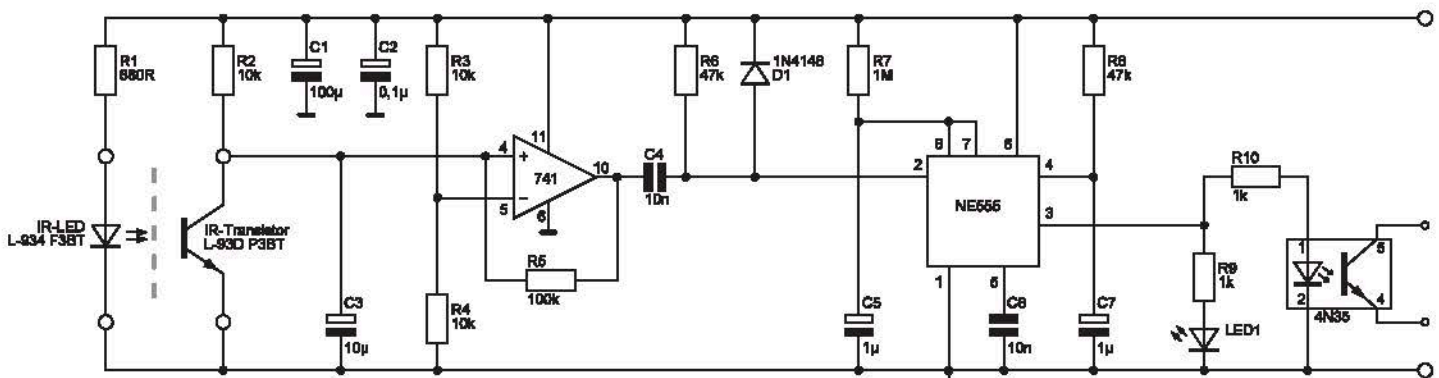 R1
680R
R2
10k
C1
100µ
C2
0,1µ
R3
10k
R6
47k
1N4148
D1
R7
1M
R8
47k
11
4
+
741
10
−
5
6
C4
10n
8
7
6
2
4
NE555
3
1
5
R10
1k
IR-LED
L-934 F3BT
IR-Transistor
L-93D P3BT
R5
100k
C3
10µ
R4
10k
C5
1µ
C6
10n
C7
1µ
R9
1k
LED1
1
2
5
4
4N35